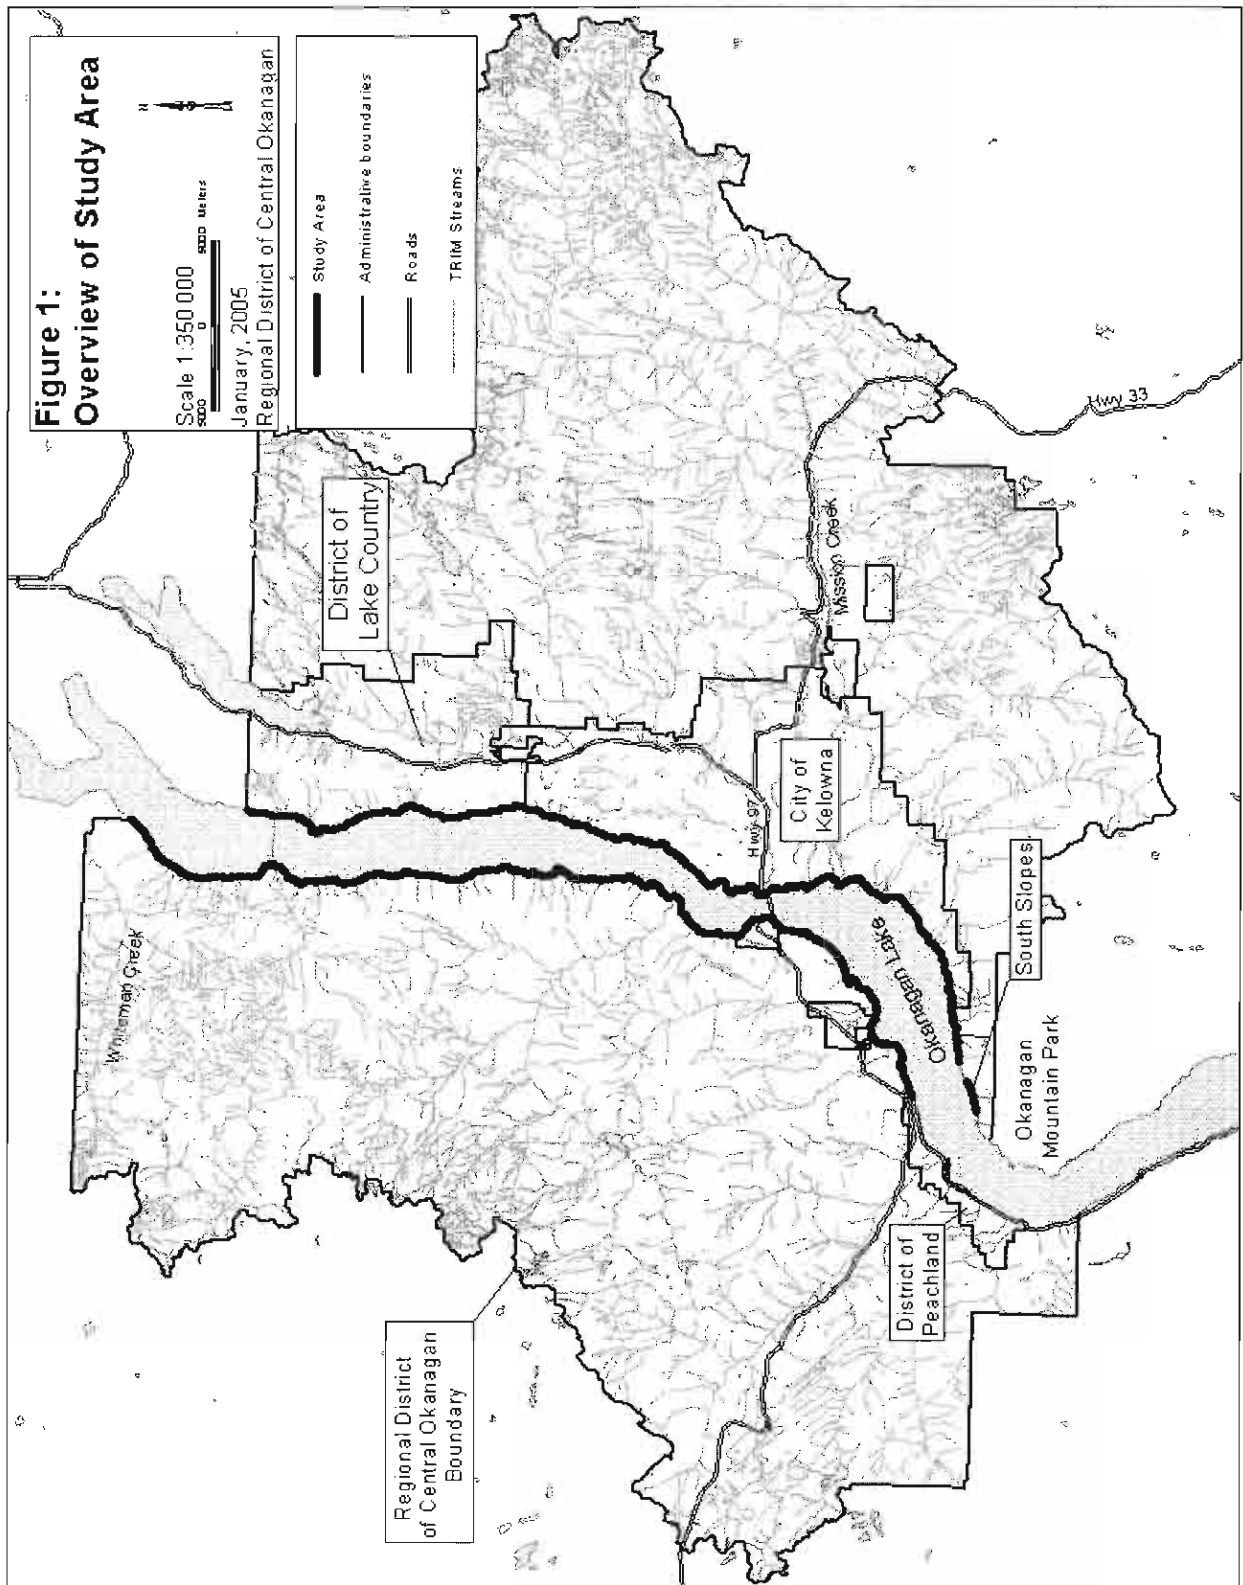 Figure 1:
Overview of Study Area
N
Scale 1:350 000
5000 0 5000 Meters
January, 2005
Regional District of Central Okanagan
Study Area
Administrative boundaries
Roads
TRIM Streams
District of
Lake Country
Whiteman Creek
Hwy 33
Mission Creek
Hwy 97
City of
Kelowna
Okanagan Lake
South Slopes
Okanagan
Mountain Park
District of
Peachland
Regional District
of Central Okanagan
Boundary